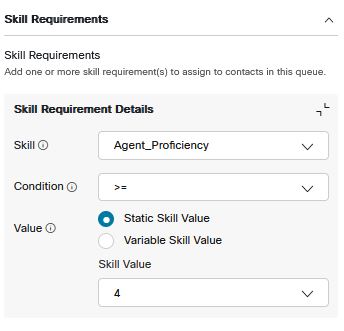 Skill Requirements
Skill Requirements
Add one or more skill requirement(s) to assign to contacts in this queue.
Skill Requirement Details
Skill
Agent_Proficiency
Condition
>=
Value
Static Skill Value
Variable Skill Value
Skill Value
4